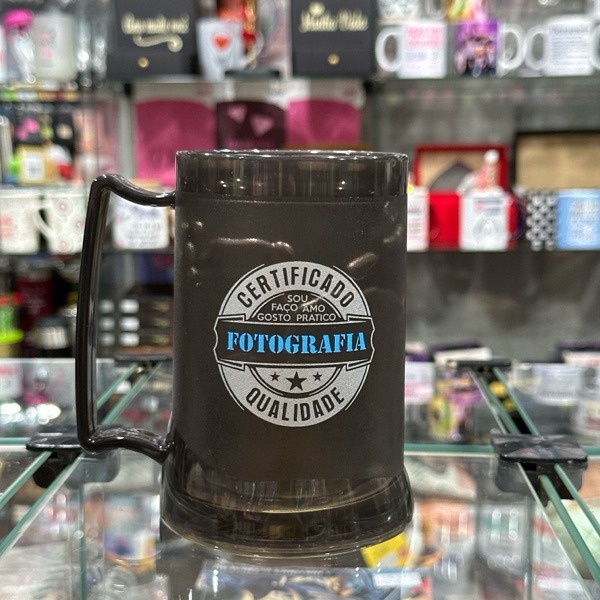 CERTIFICADO
SOU
FAÇO AMO
GOSTO PRATICO
FOTOGRAFIA
QUALIDADE